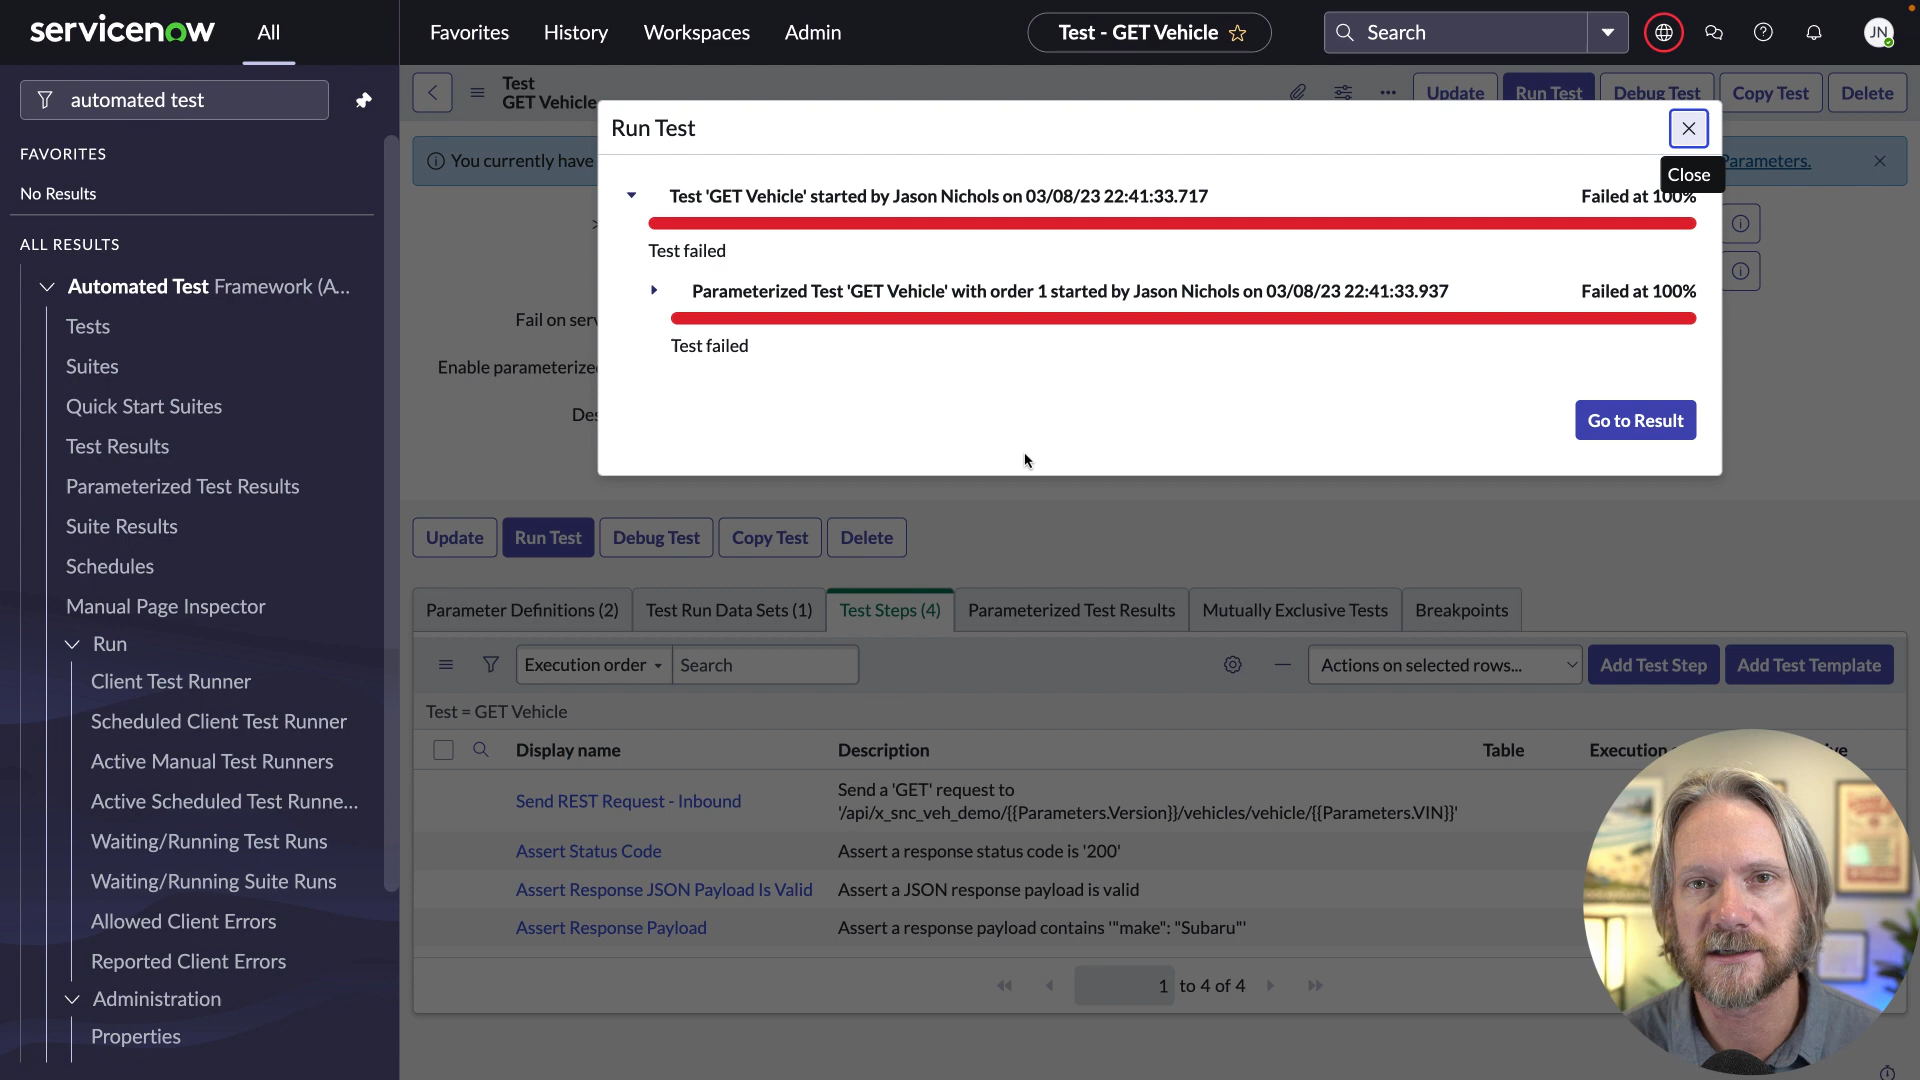 servicenow
All
Favorites
History
Workspaces
Admin
Test - GET Vehicle
Search
JN
automated test
FAVORITES
No Results
ALL RESULTS
Automated Test Framework (A...
Tests
Suites
Quick Start Suites
Test Results
Parameterized Test Results
Suite Results
Schedules
Manual Page Inspector
Run
Client Test Runner
Scheduled Client Test Runner
Active Manual Test Runners
Active Scheduled Test Runne...
Waiting/Running Test Runs
Waiting/Running Suite Runs
Allowed Client Errors
Reported Client Errors
Administration
Properties
Test
GET Vehicle
Update
Run Test
Debug Test
Copy Test
Delete
You currently have
Parameters.
Fail on serv
Enable parameterize
Des
Run Test
Close
Test 'GET Vehicle' started by Jason Nichols on 03/08/23 22:41:33.717
Failed at 100%
Test failed
Parameterized Test 'GET Vehicle' with order 1 started by Jason Nichols on 03/08/23 22:41:33.937
Failed at 100%
Test failed
Go to Result
Update
Run Test
Debug Test
Copy Test
Delete
Parameter Definitions (2)
Test Run Data Sets (1)
Test Steps (4)
Parameterized Test Results
Mutually Exclusive Tests
Breakpoints
Execution order
Search
Actions on selected rows...
Add Test Step
Add Test Template
Test = GET Vehicle
Display name
Description
Table
Execution
ve
Send REST Request - Inbound
Send a 'GET' request to
'/api/x_snc_veh_demo/{{Parameters.Version}}/vehicles/vehicle/{{Parameters.VIN}}'
Assert Status Code
Assert a response status code is '200'
Assert Response JSON Payload Is Valid
Assert a JSON response payload is valid
Assert Response Payload
Assert a response payload contains '"make": "Subaru"'
1 to 4 of 4